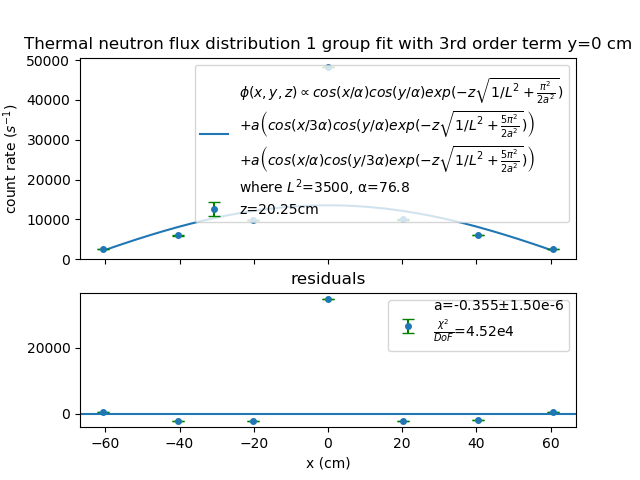 Thermal neutron flux distribution 1 group fit with 3rd order term y=0 cm
50000
40000
30000
20000
10000
0
count rate (s⁻¹)
ϕ(x, y, z) ∝ cos(x/α)cos(y/α)exp(−z√(1/L² + π²/2a²))
+a(cos(x/3α)cos(y/α)exp(−z√(1/L² + 5π²/2a²)))
+a(cos(x/α)cos(y/3α)exp(−z√(1/L² + 5π²/2a²)))
where L²=3500, α=76.8
z=20.25cm
residuals
20000
0
a=-0.355±1.50e-6
χ²/DoF=4.52e4
−60 −40 −20 0 20 40 60
x (cm)